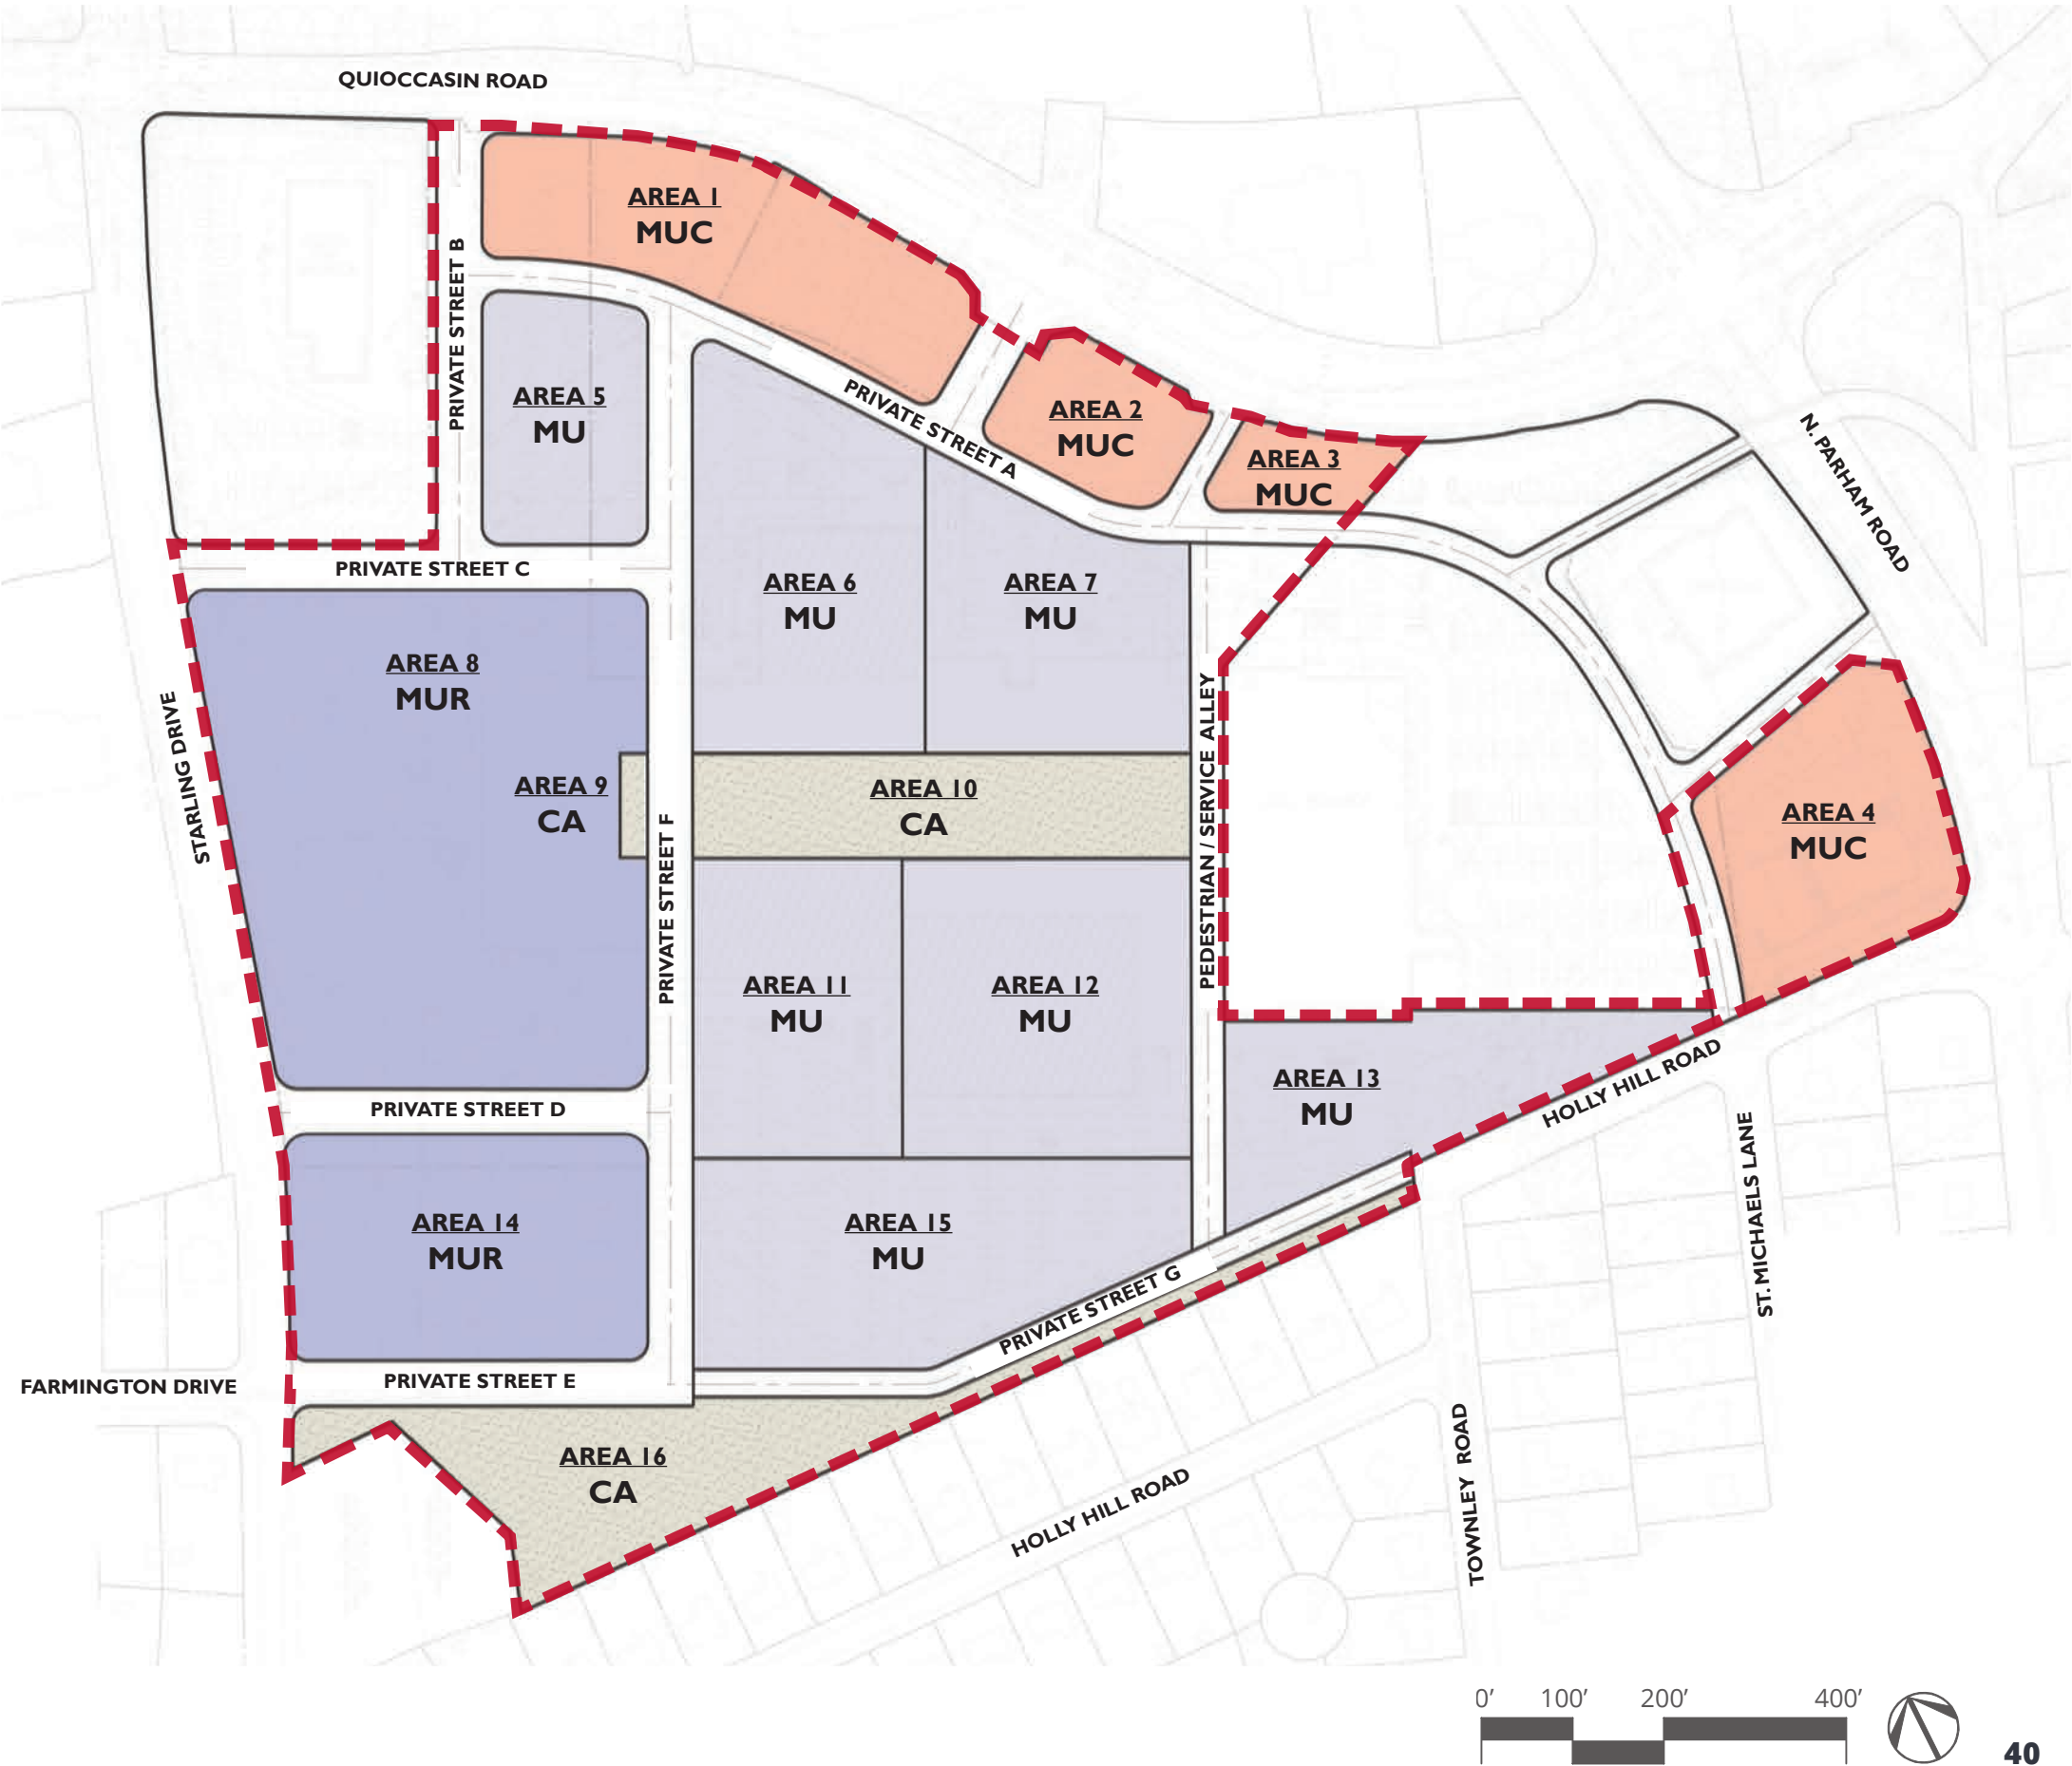 QUIOCCASIN ROAD
AREA 1
MUC
PRIVATE STREET B
AREA 5
MU
PRIVATE STREET A
AREA 2
MUC
AREA 3
MUC
N. PARHAM ROAD
PRIVATE STREET C
AREA 6
MU
AREA 7
MU
AREA 8
MUR
STARLING DRIVE
AREA 9
CA
AREA 10
CA
PRIVATE STREET F
PEDESTRIAN / SERVICE ALLEY
AREA 4
MUC
AREA 11
MU
AREA 12
MU
AREA 13
MU
HOLLY HILL ROAD
PRIVATE STREET D
ST. MICHAELS LANE
AREA 14
MUR
AREA 15
MU
PRIVATE STREET G
FARMINGTON DRIVE
PRIVATE STREET E
AREA 16
CA
HOLLY HILL ROAD
TOWNLEY ROAD
0’ 100’ 200’ 400’
40